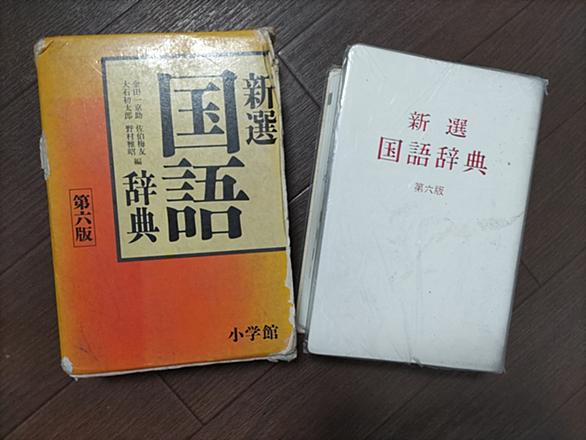 新選
国語
辞典
金田一京助 佐伯梅友 編
大石初太郎 野村雅昭
第六版
小学館
新選
国語辞典
第六版